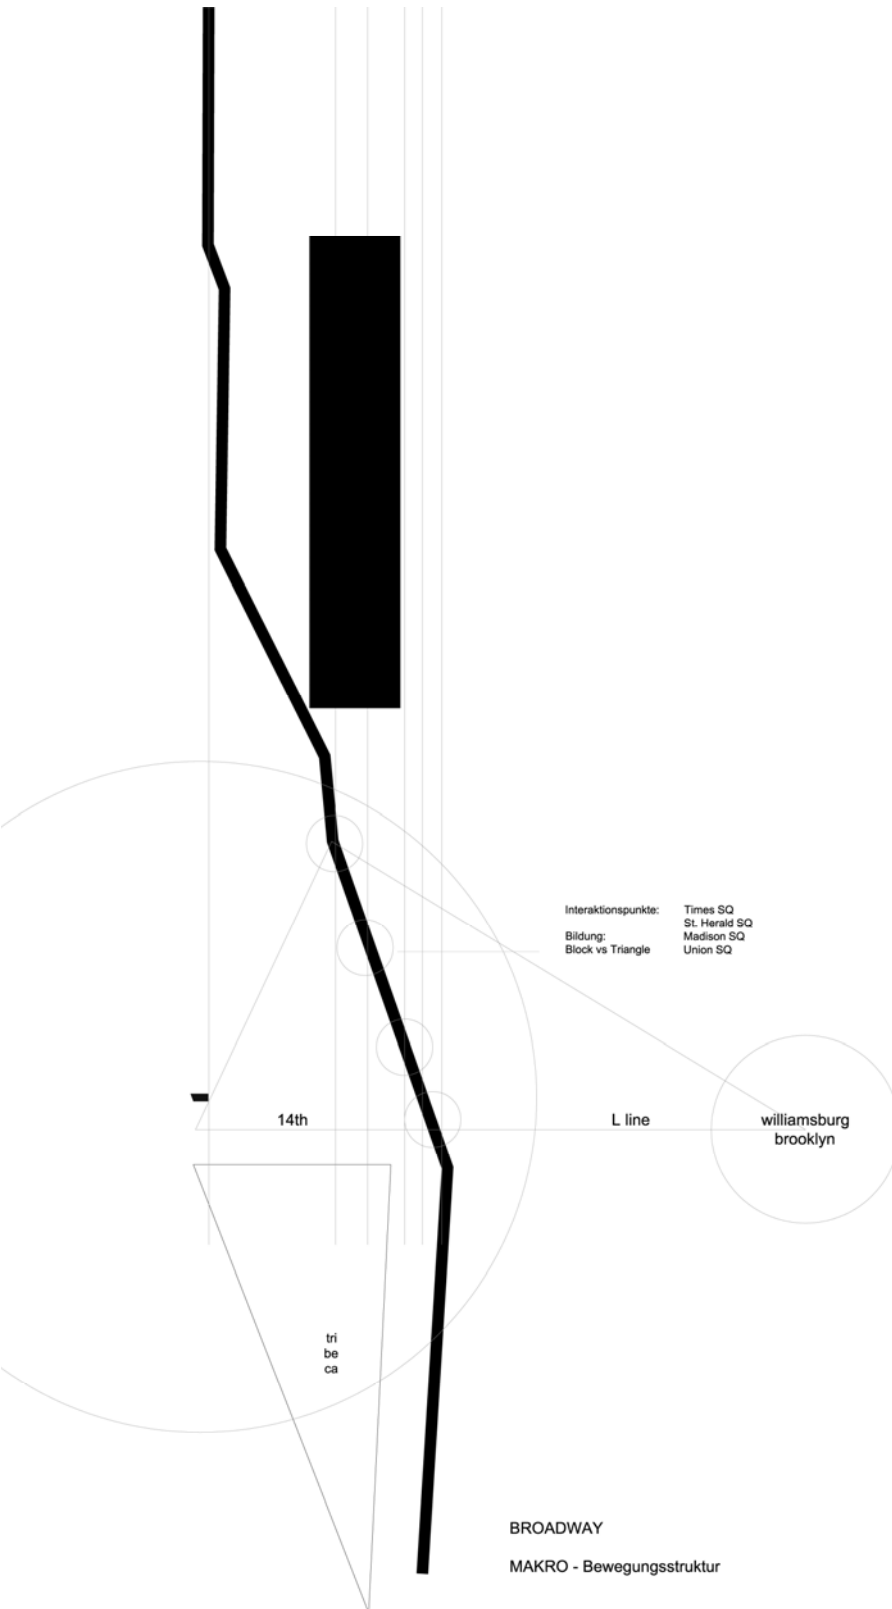 Interaktionspunkte: Times SQ
St. Herald SQ
Bildung: Madison SQ
Block vs Triangle Union SQ
14th L line williamsburg
brooklyn
tri
be
ca
BROADWAY
MAKRO - Bewegungsstruktur